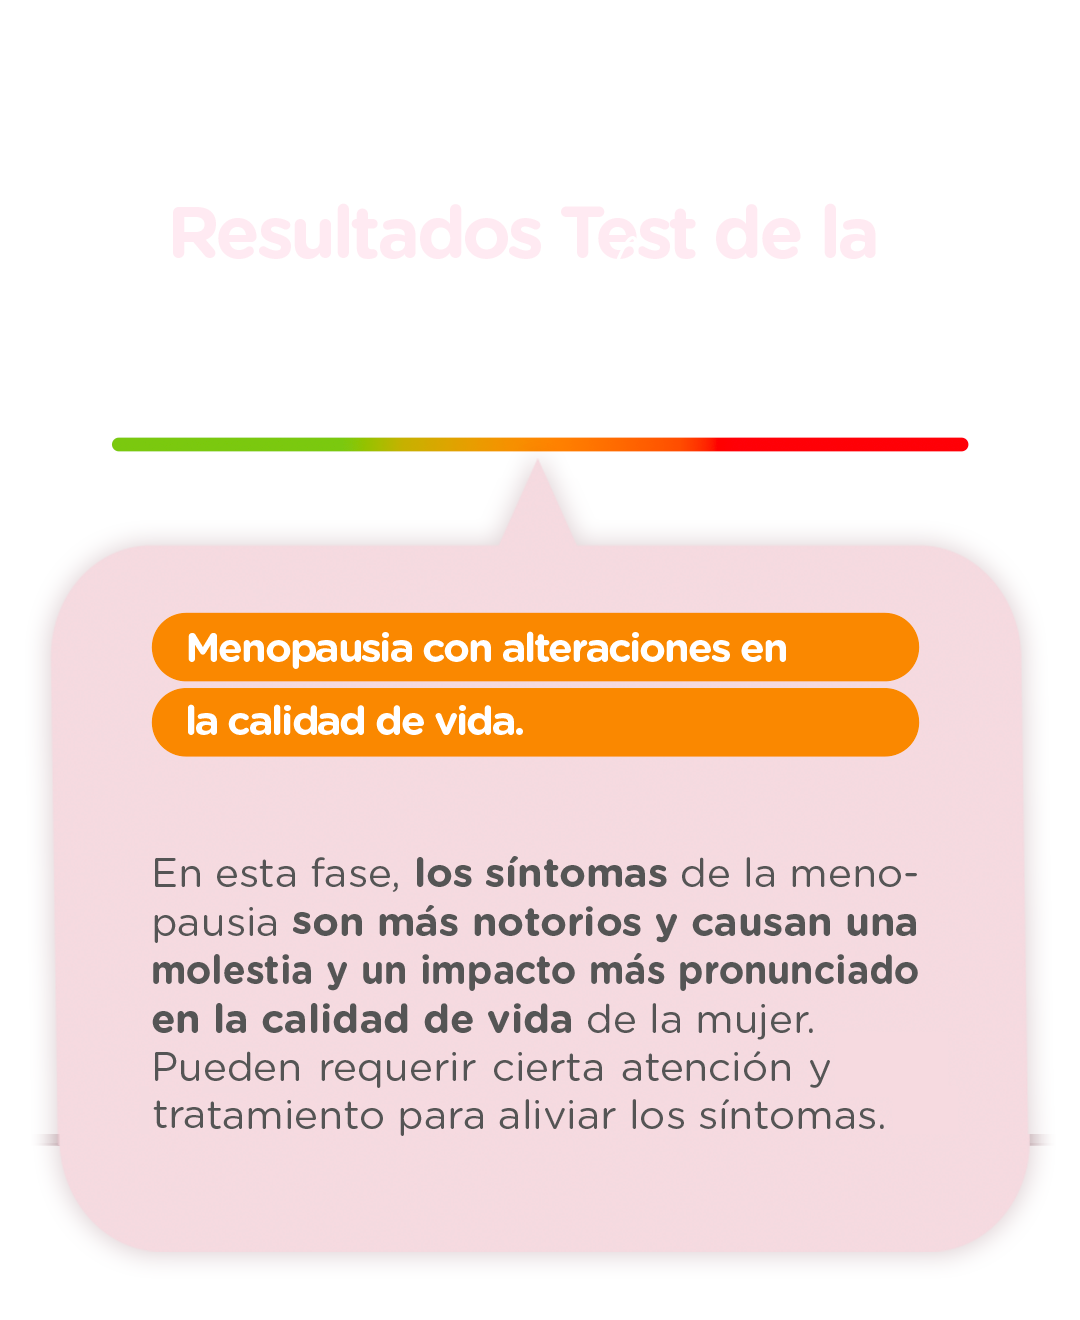 Resultados Test de la
Menopausia con alteraciones en
la calidad de vida.
En esta fase, los síntomas de la meno-
pausia son más notorios y causan una
molestia y un impacto más pronunciado
en la calidad de vida de la mujer.
Pueden requerir cierta atención y
tratamiento para aliviar los síntomas.